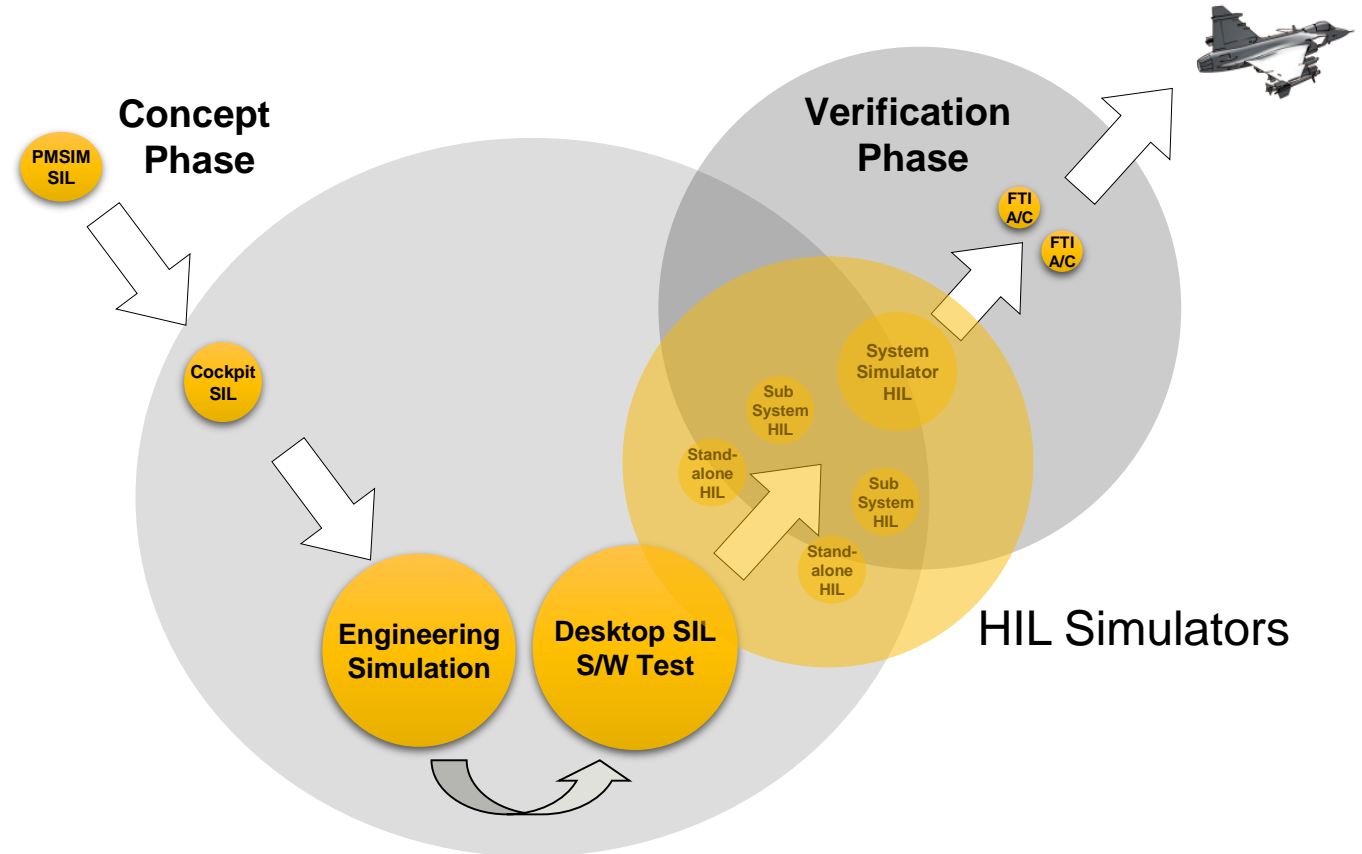 Concept
Phase
PMSIM
SIL
Verification
Phase
FTI
A/C
FTI
A/C
Cockpit
SIL
System
Simulator
HIL
Sub
System
HIL
Stand-
alone
HIL
Sub
System
HIL
Stand-
alone
HIL
Engineering
Simulation
Desktop SIL
S/W Test
HIL Simulators